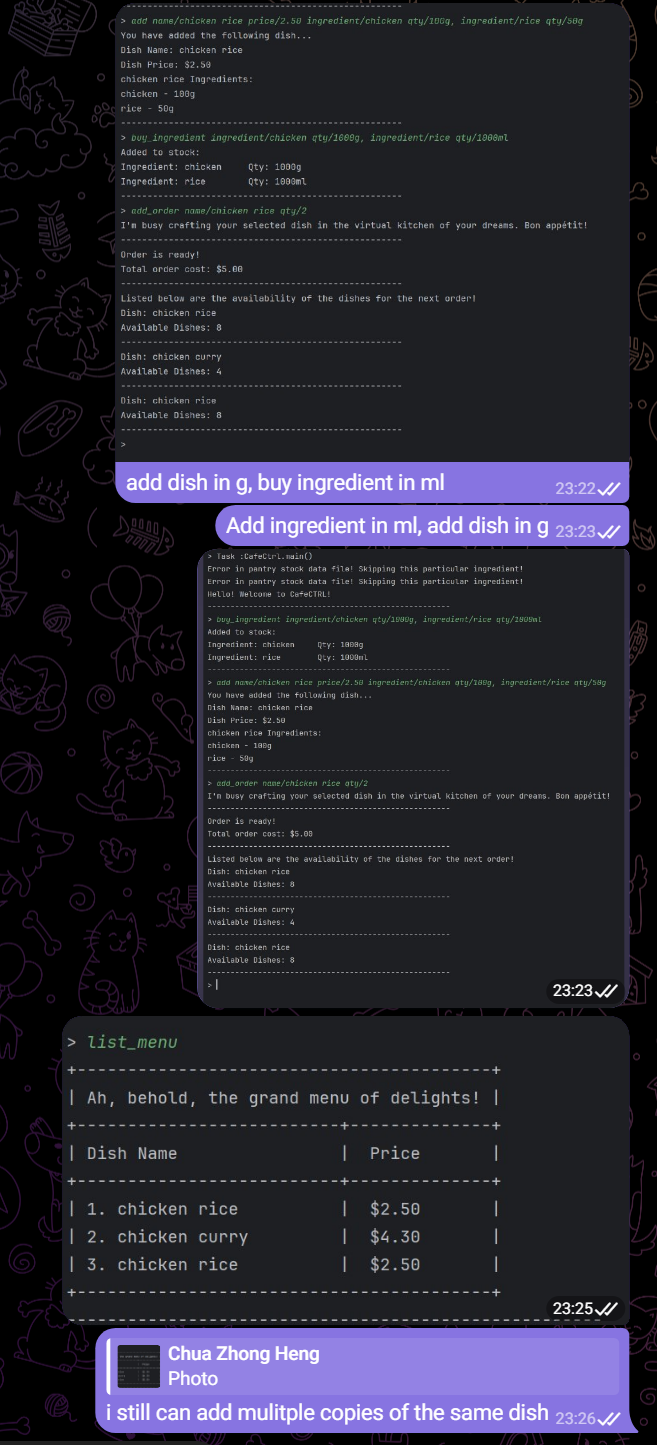 ------------------------------------------------
> add name/chicken rice price/2.50 ingredient/chicken qty/100g, ingredient/rice qty/50g
You have added the following dish...
Dish Name: chicken rice
Dish Price: $2.50
chicken rice Ingredients:
chicken - 100g
rice - 50g
------------------------------------------------
> buy_ingredient ingredient/chicken qty/1000g, ingredient/rice qty/1000ml
Added to stock:
Ingredient: chicken Qty: 1000g
Ingredient: rice Qty: 1000ml
------------------------------------------------
> add_order name/chicken rice qty/2
I'm busy crafting your selected dish in the virtual kitchen of your dreams. Bon appétit!
------------------------------------------------
Order is ready!
Total order cost: $5.00
------------------------------------------------
Listed below are the availability of the dishes for the next order!
Dish: chicken rice
Available Dishes: 8
------------------------------------------------
Dish: chicken curry
Available Dishes: 4
------------------------------------------------
Dish: chicken rice
Available Dishes: 8
------------------------------------------------
>
add dish in g, buy ingredient in ml 23:22
Add ingredient in ml, add dish in g 23:23
> Task :CafeCtrl.main()
Error in pantry stock data file! Skipping this particular ingredient!
Error in pantry stock data file! Skipping this particular ingredient!
Hello! Welcome to CafeCTRL!
------------------------------------------------
> buy_ingredient ingredient/chicken qty/1000g, ingredient/rice qty/1000ml
Added to stock:
Ingredient: chicken Qty: 1000g
Ingredient: rice Qty: 1000ml
------------------------------------------------
> add name/chicken rice price/2.50 ingredient/chicken qty/100g, ingredient/rice qty/50g
You have added the following dish...
Dish Name: chicken rice
Dish Price: $2.50
chicken rice Ingredients:
chicken - 100g
rice - 50g
------------------------------------------------
> add_order name/chicken rice qty/2
I'm busy crafting your selected dish in the virtual kitchen of your dreams. Bon appétit!
------------------------------------------------
Order is ready!
Total order cost: $5.00
------------------------------------------------
Listed below are the availability of the dishes for the next order!
Dish: chicken rice
Available Dishes: 8
------------------------------------------------
Dish: chicken curry
Available Dishes: 4
------------------------------------------------
Dish: chicken rice
Available Dishes: 8
------------------------------------------------
> |
23:23
> list_menu
+-----------------------------------------+
| Ah, behold, the grand menu of delights! |
+--------------------------+--------------+
| Dish Name | Price |
+--------------------------+--------------+
| 1. chicken rice | $2.50 |
| 2. chicken curry | $4.30 |
| 3. chicken rice | $2.50 |
+-----------------------------------------+
23:25
Chua Zhong Heng
Photo
i still can add mulitple copies of the same dish 23:26